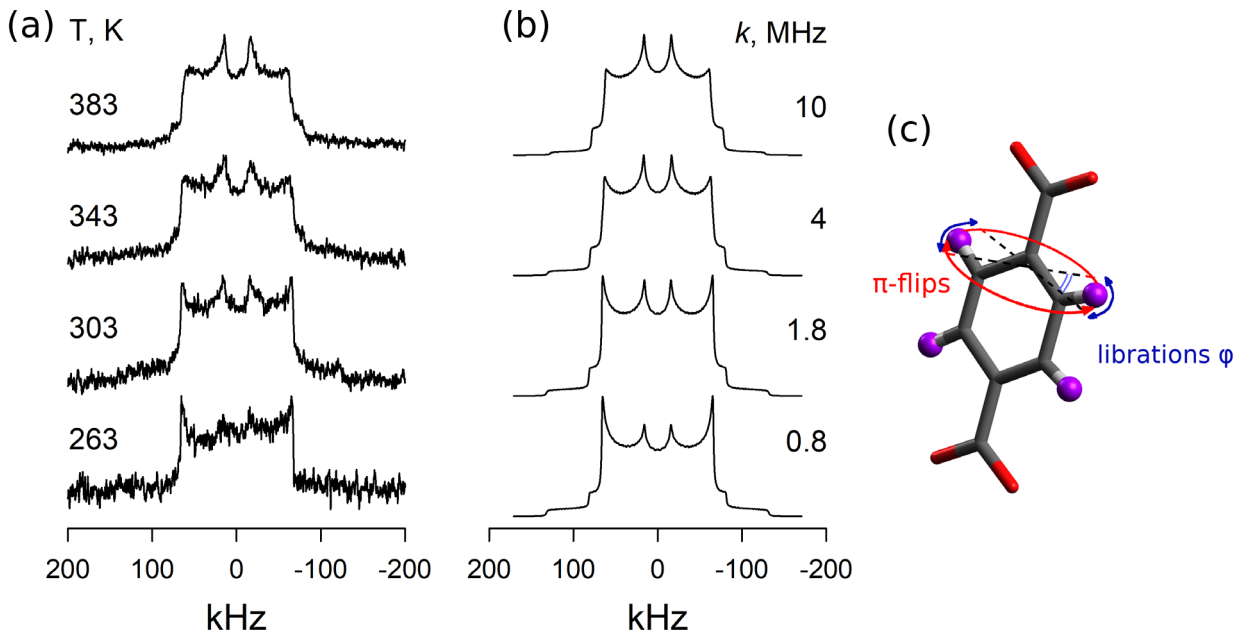 (a)
T, K
383
343
303
263
200 100 0 -100 -200
kHz
(b)
k, MHz
10
4
1.8
0.8
200 100 0 -100 -200
kHz
(c)
π-flips
librations φ